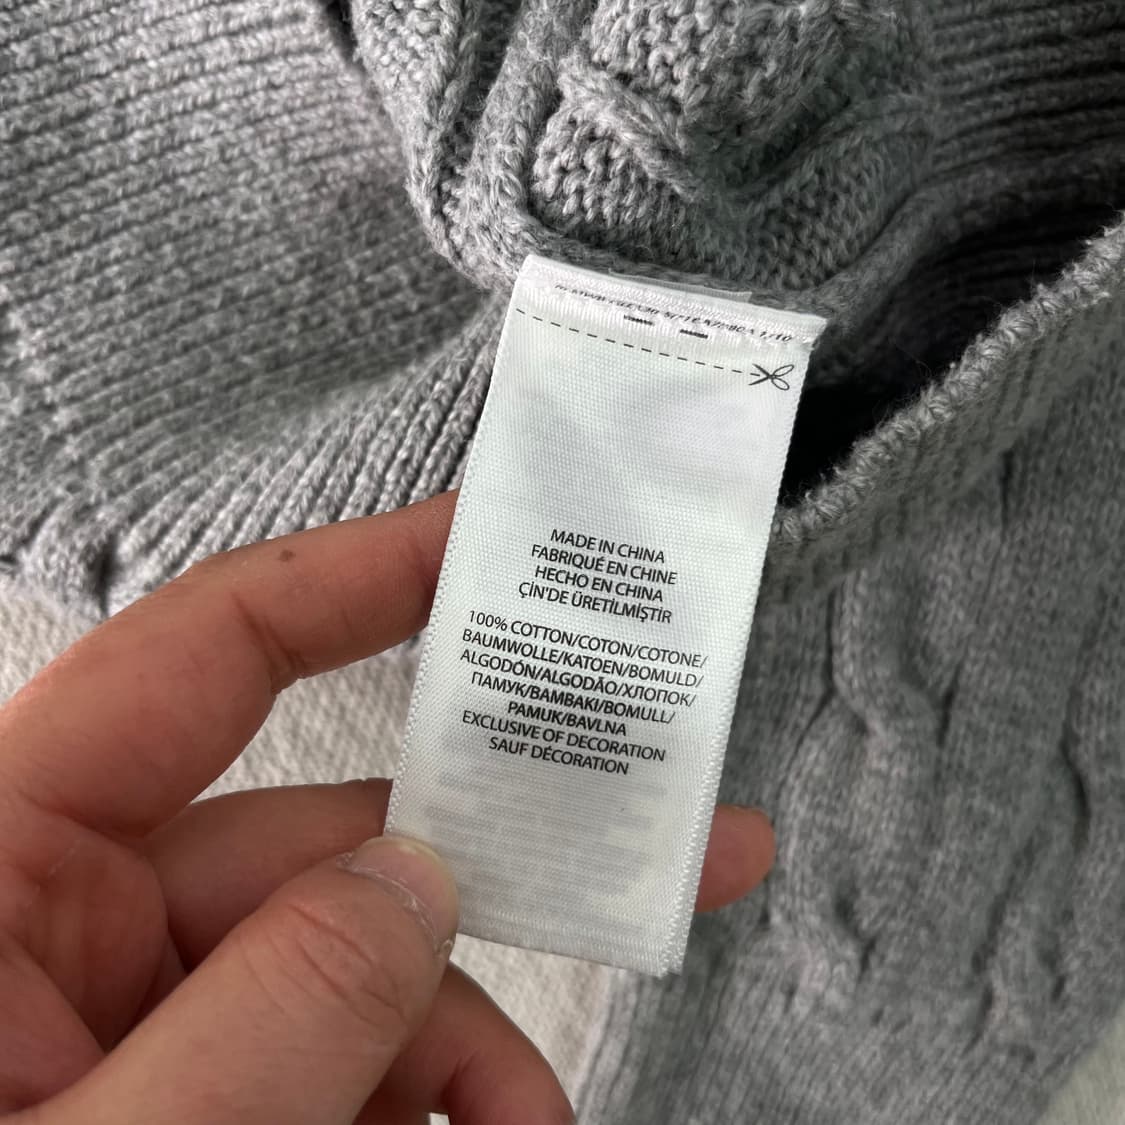 MADE IN CHINA
FABRIQUÉ EN CHINE
HECHO EN CHINA
ÇİN'DE ÜRETİLMİŞTİR
100% COTTON/COTON/COTONE/
BAUMWOLLE/KATOEN/BOMULD/
ALGODÓN/ALGODÃO/ХЛОПОК/
ПАМУК/BAMBAKI/BOMULL/
PAMUK/BAVLNA
EXCLUSIVE OF DECORATION
SAUF DÉCORATION